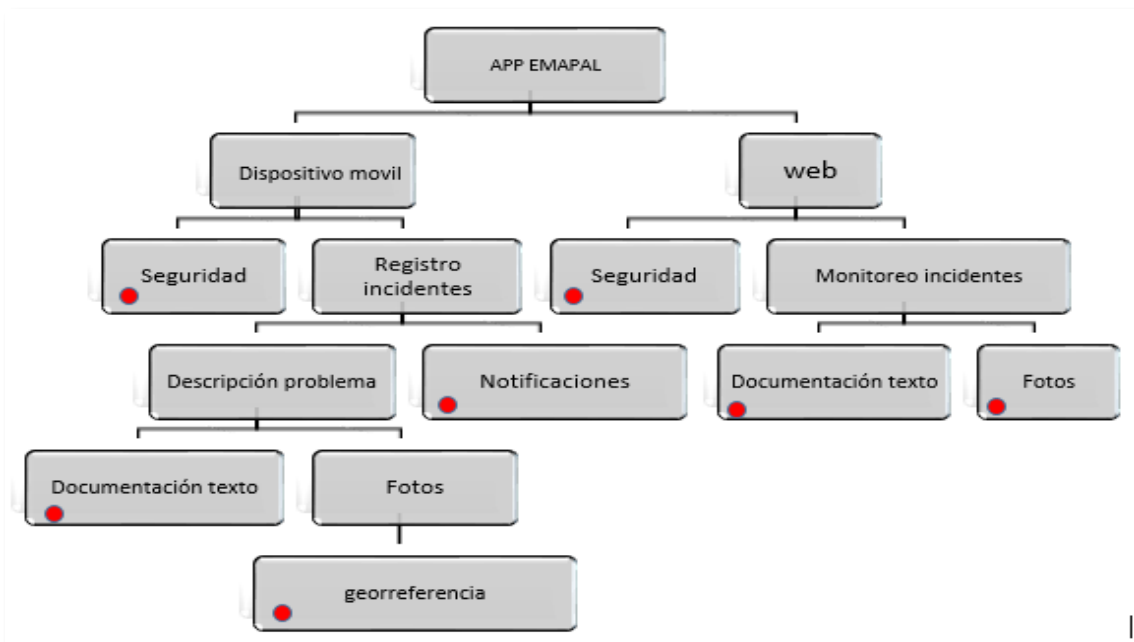 APP EMAPAL
Dispositivo movil
web
Seguridad
Registro
incidentes
Seguridad
Monitoreo incidentes
Descripción problema
Notificaciones
Documentación texto
Fotos
Documentación texto
Fotos
georreferencia